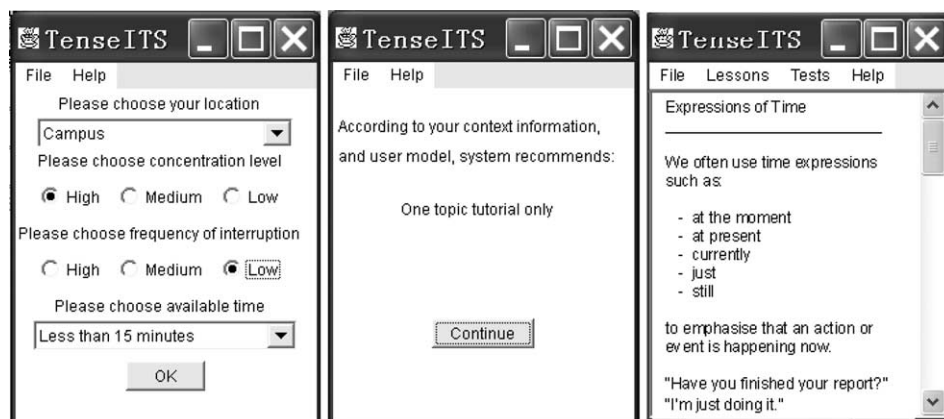 TenseITS
File Help
Please choose your location
Campus
Please choose concentration level
High Medium Low
Please choose frequency of interruption
High Medium Low
Please choose available time
Less than 15 minutes
OK
TenseITS
File Help
According to your context information,
and user model, system recommends:
One topic tutorial only
Continue
TenseITS
File Lessons Tests Help
Expressions of Time
We often use time expressions
such as:
- at the moment
- at present
- currently
- just
- still
to emphasise that an action or
event is happening now.
"Have you finished your report?"
"I'm just doing it."